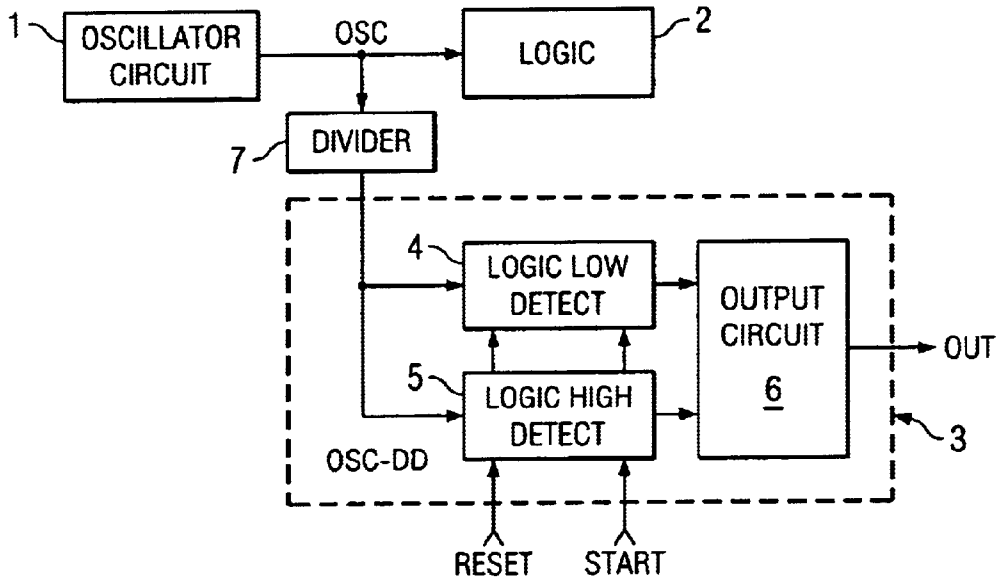 1
OSCILLATOR
CIRCUIT
OSC
LOGIC
2
DIVIDER
7
4
LOGIC LOW
DETECT
OUTPUT
CIRCUIT
6
OUT
5
LOGIC HIGH
DETECT
3
OSC-DD
RESET
START